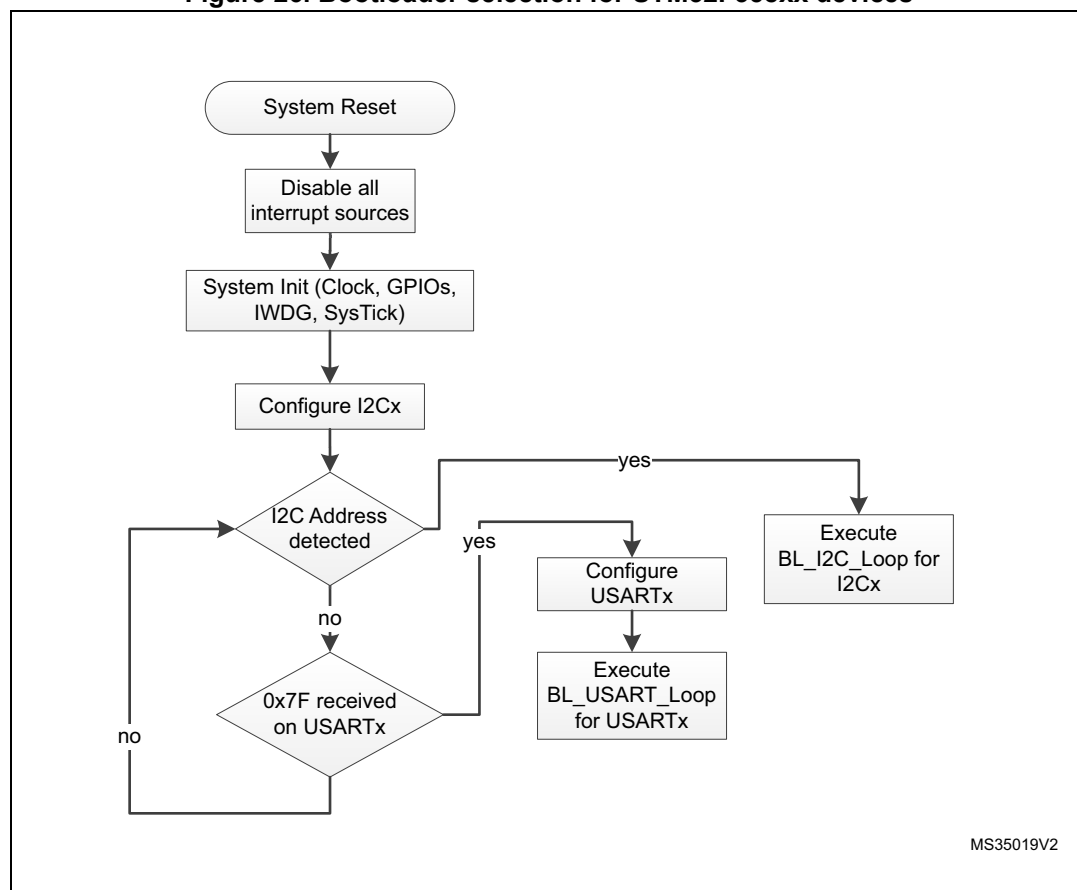 System Reset
Disable all
interrupt sources
System Init (Clock, GPIOs,
IWDG, SysTick)
Configure I2Cx
I2C Address
detected
yes
Execute
BL_I2C_Loop for
I2Cx
no
yes
Configure
USARTx
0x7F received
on USARTx
Execute
BL_USART_Loop
for USARTx
no
MS35019V2